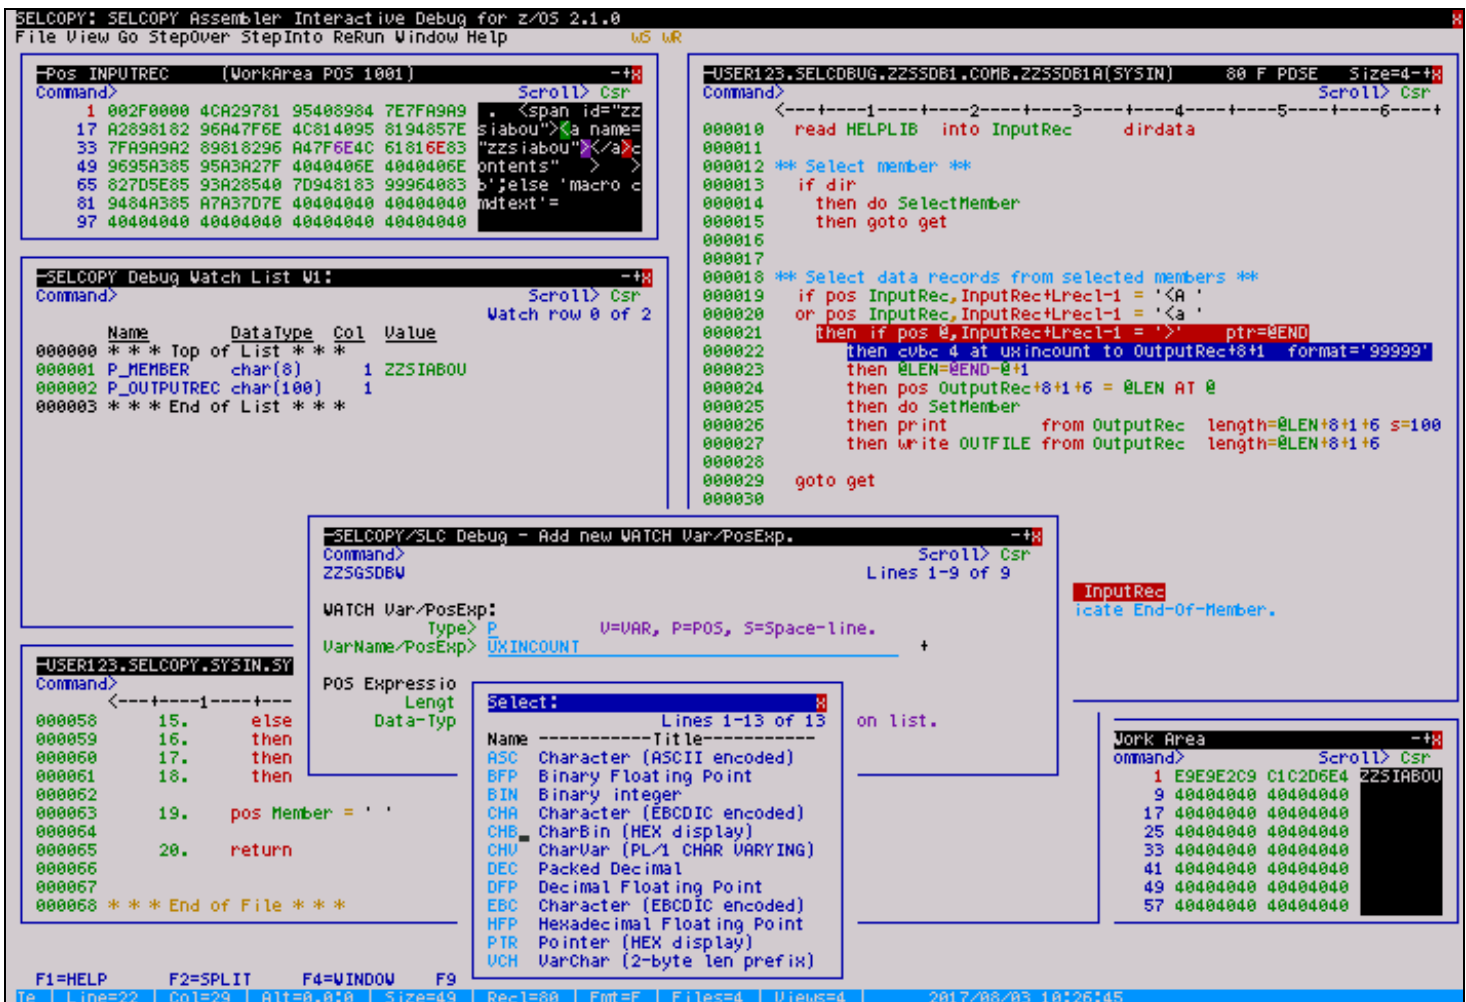 SELCOPY: SELCOPY Assembler Interactive Debug for z/OS 2.1.0 x
File View Go StepOver StepInto ReRun Window Help wS wR
Pos INPUTREC (WorkArea POS 1001) -+x
Command> Scroll> Csr
1 002F0000 4CA29781 95408984 7E7FA9A9 . <span id="zz
17 A2898182 96A47F6E 4C814095 8194857E siabou"><a name=
33 7FA9A9A2 89818296 A47F6E4C 61816E83 "zzsiabou"></a>c
49 9695A385 95A3A27F 4040406E 4040406E ontents" > >
65 827D5E85 93A28540 7D948183 99964083 b';else 'macro c
81 9484A385 A7A37D7E 40404040 40404040 mdtext'=
97 40404040 40404040 40404040 40404040
SELCOPY Debug Watch List W1: -+x
Command> Scroll> Csr
Watch row 0 of 2
Name DataType Col Value
000000 * * * Top of List * * *
000001 P_MEMBER char(8) 1 ZZSIABOU
000002 P_OUTPUTREC char(100) 1
000003 * * * End of List * * *
USER123.SELCDBUG.ZZSSDB1.COMB.ZZSSDB1A(SYSIN) 80 F PDSE Size=4-+x
Command> Scroll> Csr
<---+----1----+----2----+----3----+----4----+----5----+----6----+
000010 read HELPLIB into InputRec dirdata
000011
000012 ** Select member **
000013 if dir
000014 then do SelectMember
000015 then goto get
000016
000017
000018 ** Select data records from selected members **
000019 if pos InputRec,InputRec+Lrecl-1 = '<A '
000020 or pos InputRec,InputRec+Lrecl-1 = '<a '
000021 then if pos @,InputRec+Lrecl-1 = '>' ptr=@END
000022 then cvbc 4 at uxincount to OutputRec+8+1 format='99999'
000023 then @LEN=@END-@+1
000024 then pos OutputRec+8+1+6 = @LEN AT @
000025 then do SetMember
000026 then print from OutputRec length=@LEN+8+1+6 s=100
000027 then write OUTFILE from OutputRec length=@LEN+8+1+6
000028
000029 goto get
000030
InputRec
icate End-Of-Member.
SELCOPY/SLC Debug - Add new WATCH Var/PosExp. -+x
Command> Scroll> Csr
ZZSGSDBW Lines 1-9 of 9
WATCH Var/PosExp:
Type> P V=VAR, P=POS, S=Space-line.
VarName/PosExp> UXINCOUNT +
POS Expressio
Lengt
Data-Typ on list.
USER123.SELCOPY.SYSIN.SY
Command>
<---+----1----+---
000058 15. else
000059 16. then
000060 17. then
000061 18. then
000062
000063 19. pos Member = ' '
000064
000065 20. return
000066
000067
000068 * * * End of File * * *
Select: x
Lines 1-13 of 13
Name -----------Title-----------
ASC Character (ASCII encoded)
BFP Binary Floating Point
BIN Binary integer
CHA Character (EBCDIC encoded)
CHB CharBin (HEX display)
CHV CharVar (PL/1 CHAR VARYING)
DEC Packed Decimal
DFP Decimal Floating Point
EBC Character (EBCDIC encoded)
HFP Hexadecimal Floating Point
PTR Pointer (HEX display)
VCH VarChar (2-byte len prefix)
Work Area -+x
ommand> Scroll> Csr
1 E9E9E2C9 C1C2D6E4 ZZSIABOU
9 40404040 40404040
17 40404040 40404040
25 40404040 40404040
33 40404040 40404040
41 40404040 40404040
49 40404040 40404040
57 40404040 40404040
F1=HELP F2=SPLIT F4=WINDOW F9
Te | Line=22 | Col=29 | Alt=0,0;0 | Size=49 | Recl=80 | Fmt=F | Files=4 | Views=4 | 2017/08/03 10:26:45